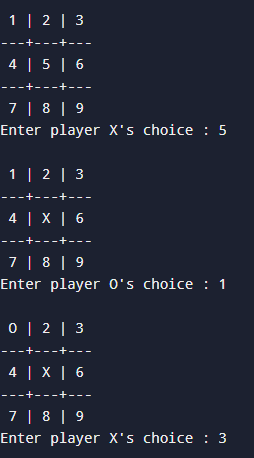 1 | 2 | 3
---+---+---
4 | 5 | 6
---+---+---
7 | 8 | 9
Enter player X's choice : 5
1 | 2 | 3
---+---+---
4 | X | 6
---+---+---
7 | 8 | 9
Enter player O's choice : 1
O | 2 | 3
---+---+---
4 | X | 6
---+---+---
7 | 8 | 9
Enter player X's choice : 3